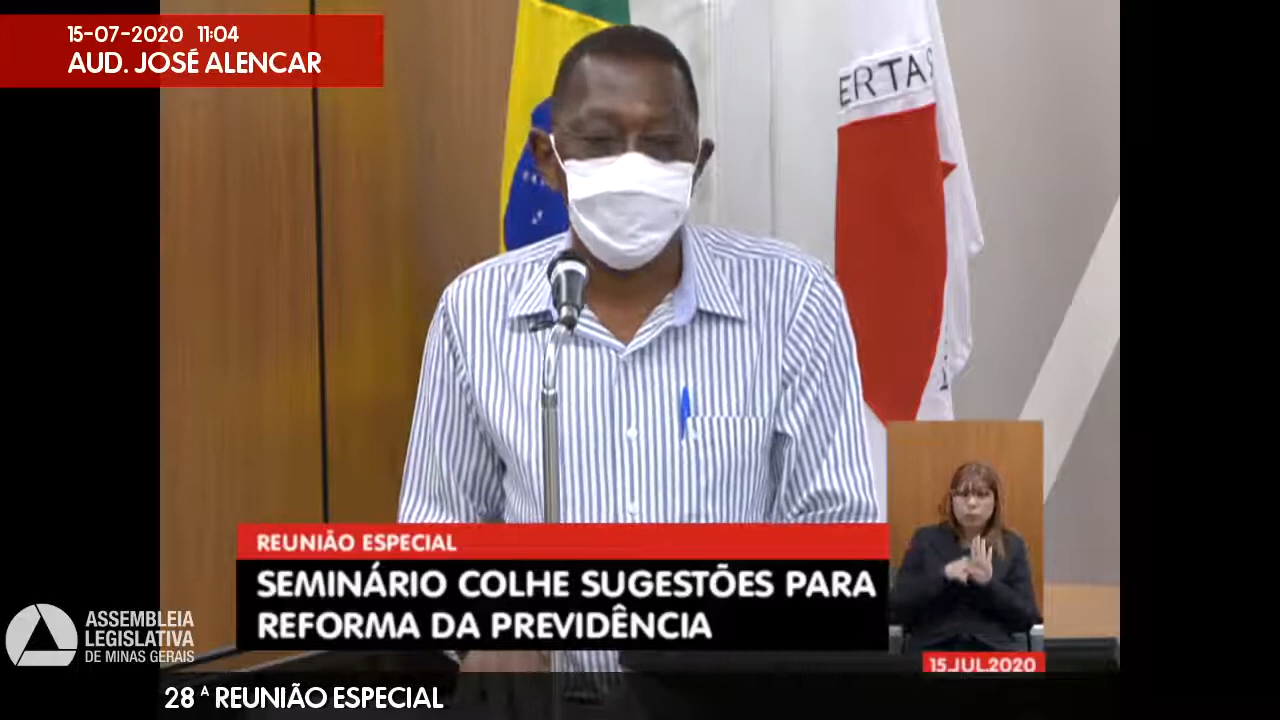 15-07-2020 11:04
AUD. JOSÉ ALENCAR
ERTAS
REUNIÃO ESPECIAL
SEMINÁRIO COLHE SUGESTÕES PARA
REFORMA DA PREVIDÊNCIA
ASSEMBLEIA
LEGISLATIVA
DE MINAS GERAIS
15.JUL.2020
28ª REUNIÃO ESPECIAL